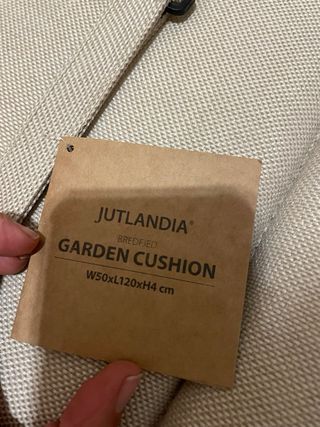 JUTLANDIA®
BREDFJED
GARDEN CUSHION
W50xL120xH4 cm